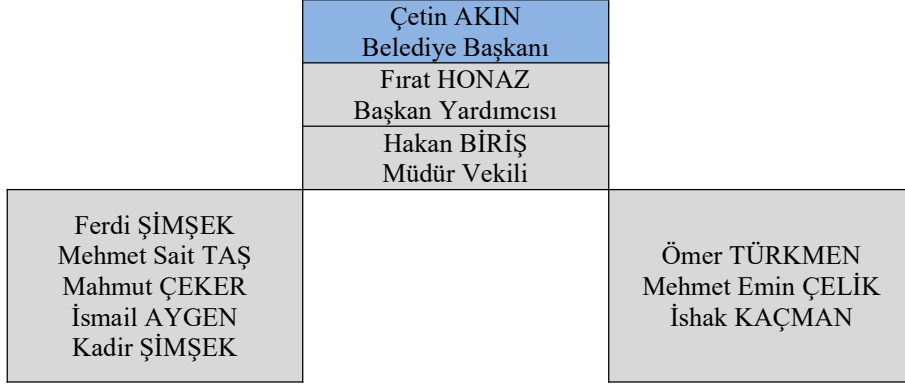 Çetin AKIN
Belediye Başkanı
Fırat HONAZ
Başkan Yardımcısı
Hakan BİRİŞ
Müdür Vekili
Ferdi ŞİMŞEK
Mehmet Sait TAŞ
Mahmut ÇEKER
İsmail AYGEN
Kadir ŞİMŞEK
Ömer TÜRKMEN
Mehmet Emin ÇELİK
İshak KAÇMAN